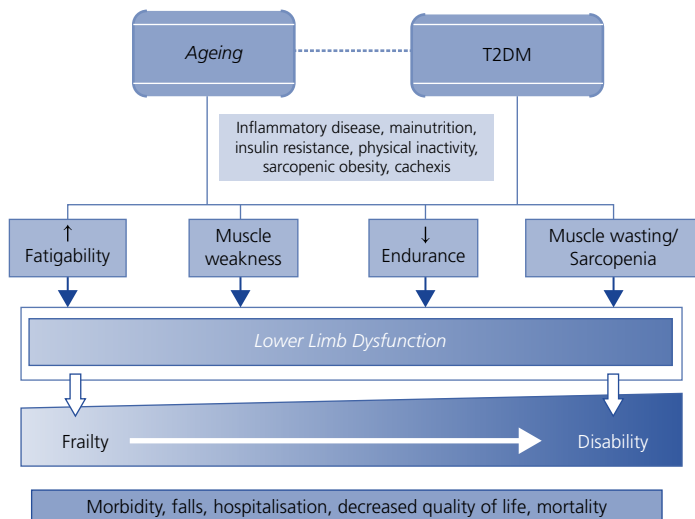 Ageing
T2DM
Inflammatory disease, mainutrition,
insulin resistance, physical inactivity,
sarcopenic obesity, cachexis
↑
Fatigability
Muscle
weakness
↓
Endurance
Muscle wasting/
Sarcopenia
Lower Limb Dysfunction
Frailty
Disability
Morbidity, falls, hospitalisation, decreased quality of life, mortality